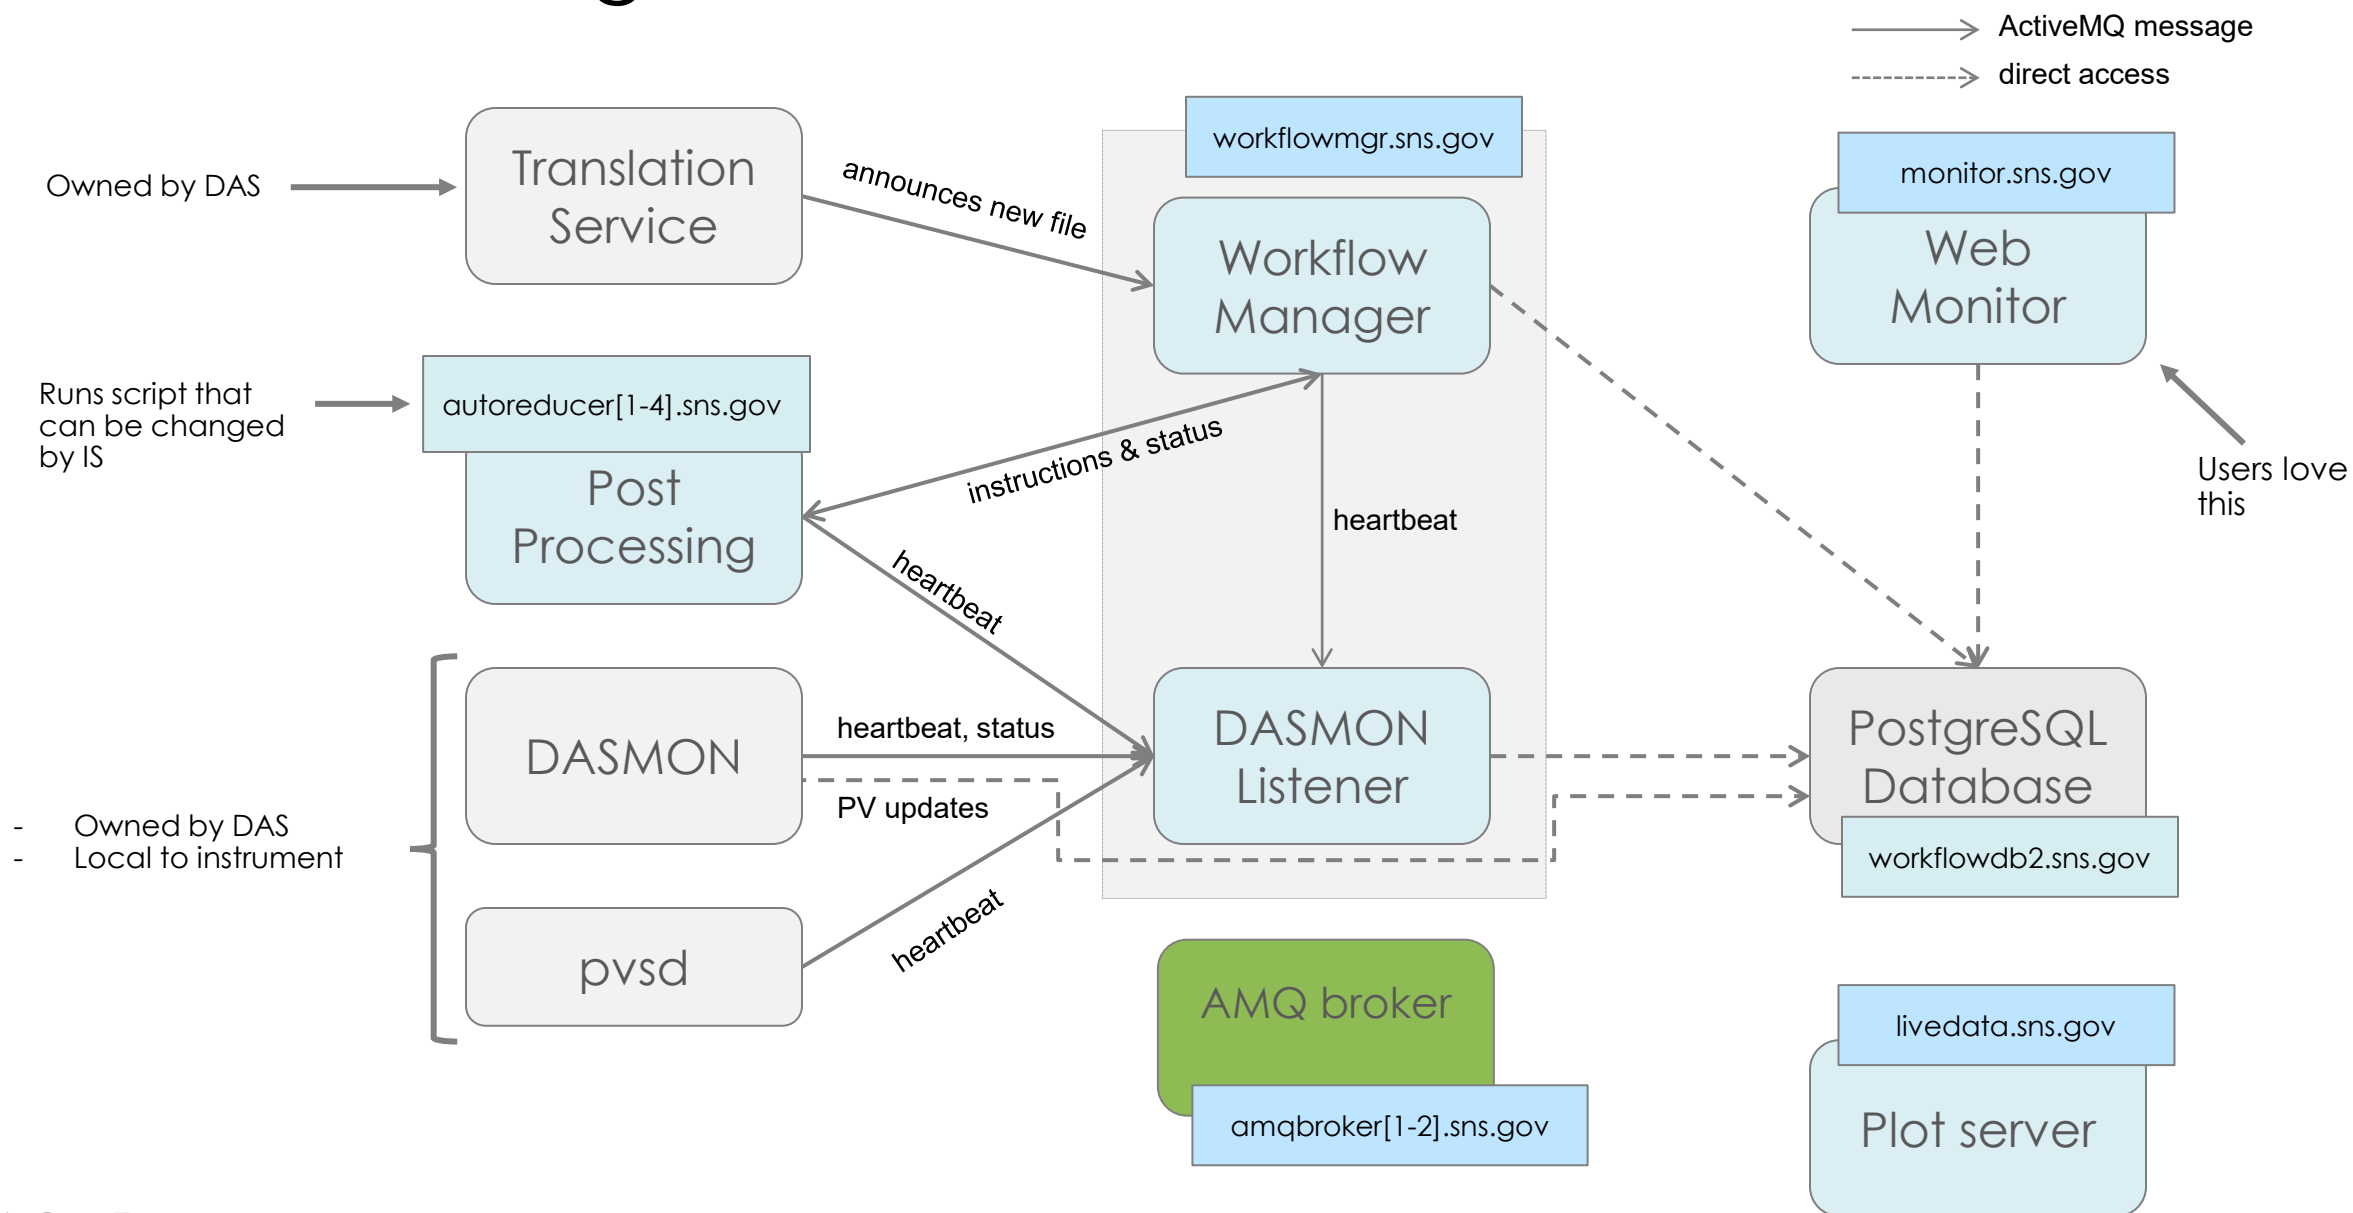 ActiveMQ message
direct access
workflowmgr.sns.gov
monitor.sns.gov
Owned by DAS
Translation
Service
announces new file
Workflow
Manager
Web
Monitor
Runs script that
can be changed
by IS
autoreducer[1-4].sns.gov
Post
Processing
instructions & status
heartbeat
heartbeat
Users love
this
- Owned by DAS
- Local to instrument
DASMON
heartbeat, status
PV updates
DASMON
Listener
PostgreSQL
Database
workflowdb2.sns.gov
pvsd
heartbeat
AMQ broker
amqbroker[1-2].sns.gov
livedata.sns.gov
Plot server